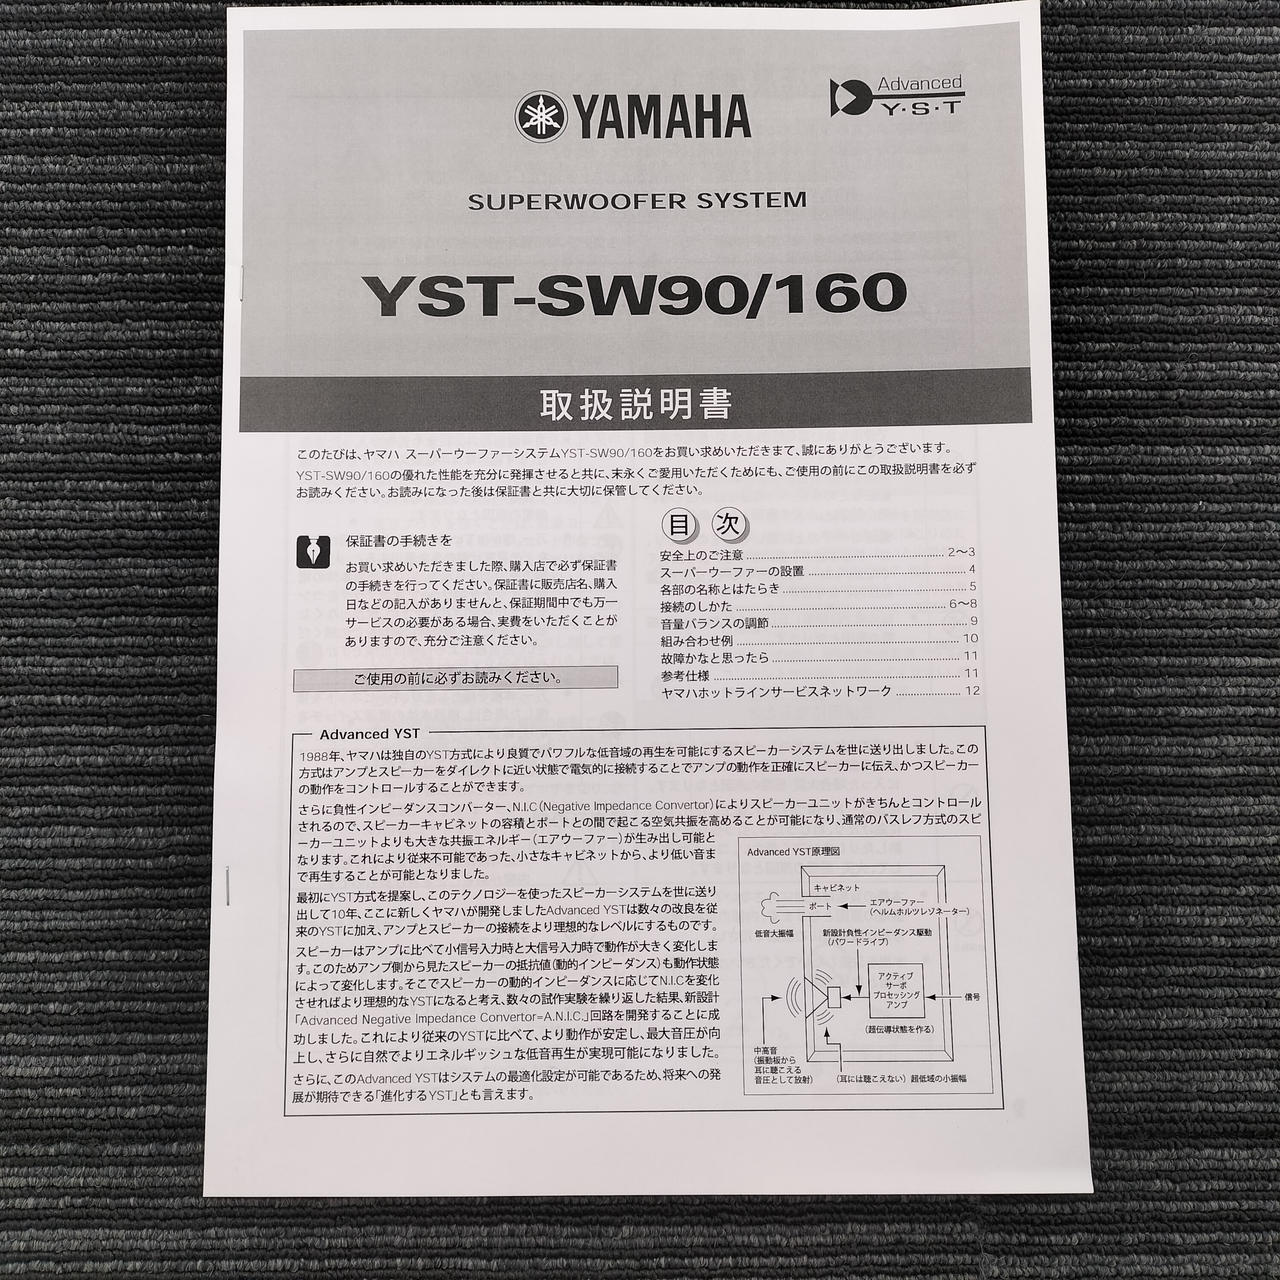 YAMAHA
Advanced
Y·S·T
SUPERWOOFER SYSTEM
YST-SW90/160
取扱説明書
このたびは、ヤマハ スーパーウーファーシステムYST-SW90/160をお買い求めいただきまて、誠にありがとうございます。
YST-SW90/160の優れた性能を充分に発揮させると共に、末永くご愛用いただくためにも、ご使用の前にこの取扱説明書を必ず
お読みください。お読みになった後は保証書と共に大切に保管してください。
保証書の手続きを
お買い求めいただきました際、購入店で必ず保証書
の手続きを行ってください。保証書に販売店名、購入
日などの記入がありませんと、保証期間中でも万一
サービスの必要がある場合、実費をいただくことが
ありますので、充分ご注意ください。
ご使用の前に必ずお読みください。
目次
安全上のご注意 2〜3
スーパーウーファーの設置 4
各部の名称とはたらき 5
接続のしかた 6〜8
音量バランスの調節 9
組み合わせ例 10
故障かなと思ったら 11
参考仕様 11
ヤマハホットラインサービスネットワーク 12
Advanced YST
1988年、ヤマハは独自のYST方式により良質でパワフルな低音域の再生を可能にするスピーカーシステムを世に送り出しました。この
方式はアンプとスピーカーをダイレクトに近い状態で電気的に接続することでアンプの動作を正確にスピーカーに伝え、かつスピーカー
の動作をコントロールすることができます。
さらに負性インピーダンスコンバーター、N.I.C(Negative Impedance Convertor)によりスピーカーユニットがきちんとコントロール
されるので、スピーカーキャビネットの容積とポートとの間で起こる空気共振を高めることが可能になり、通常のバスレフ方式のスピ
ーカーユニットよりも大きな共振エネルギー(エアウーファー)が生み出し可能と
なります。これにより従来不可能であった、小さなキャビネットから、より低い音ま
で再生することが可能となりました。
最初にYST方式を提案し、このテクノロジーを使ったスピーカーシステムを世に送り
出して10年、ここに新しくヤマハが開発しましたAdvanced YSTは数々の改良を従
来のYSTに加え、アンプとスピーカーの接続をより理想的なレベルにするものです。
スピーカーはアンプに比べて小信号入力時と大信号入力時で動作が大きく変化しま
す。このためアンプ側から見たスピーカーの抵抗値(動的インピーダンス)も動作状態
によって変化します。そこでスピーカーの動的インピーダンスに応じてN.I.Cを変化
させればより理想的なYSTになると考え、数々の試作実験を繰り返した結果、新設計
「Advanced Negative Impedance Convertor=A.N.I.C.」回路を開発することに成
功しました。これにより従来のYSTに比べて、より動作が安定し、最大音圧が向
上し、さらに自然でよりエネルギッシュな低音再生が実現可能になりました。
さらに、このAdvanced YSTはシステムの最適化設定が可能であるため、将来への発
展が期待できる「進化するYST」とも言えます。
Advanced YST原理図
キャビネット
ポート
エアウーファー
(ヘルムホルツレゾネーター)
低音大振幅
新設計負性インピーダンス駆動
(パワードライブ)
アクティブ
サーボ
プロセッシング
アンプ
信号
(超伝導状態を作る)
中高音
(振動板から
耳に聴こえる
音圧として放射)
(耳には聴こえない)超低域の小振幅